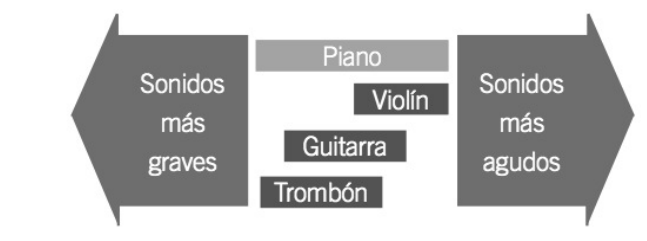 Sonidos
más
graves
Piano
Violín
Guitarra
Trombón
Sonidos
más
agudos